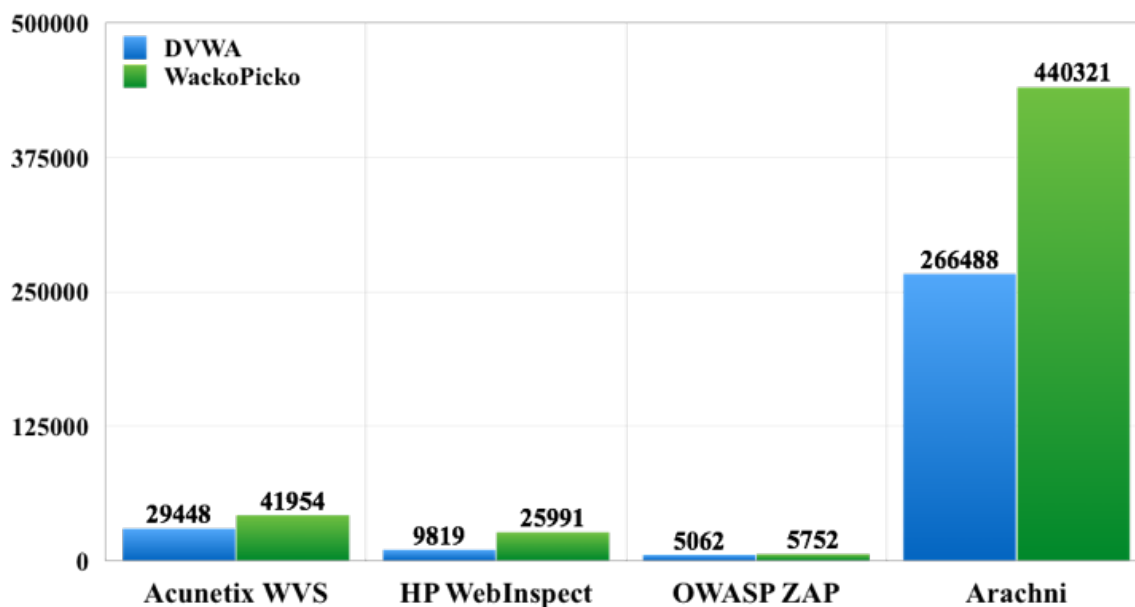 500000
DVWA
WackoPicko
440321
375000
266488
250000
125000
29448
41954
9819
25991
5062
5752
0
Acunetix WVS
HP WebInspect
OWASP ZAP
Arachni